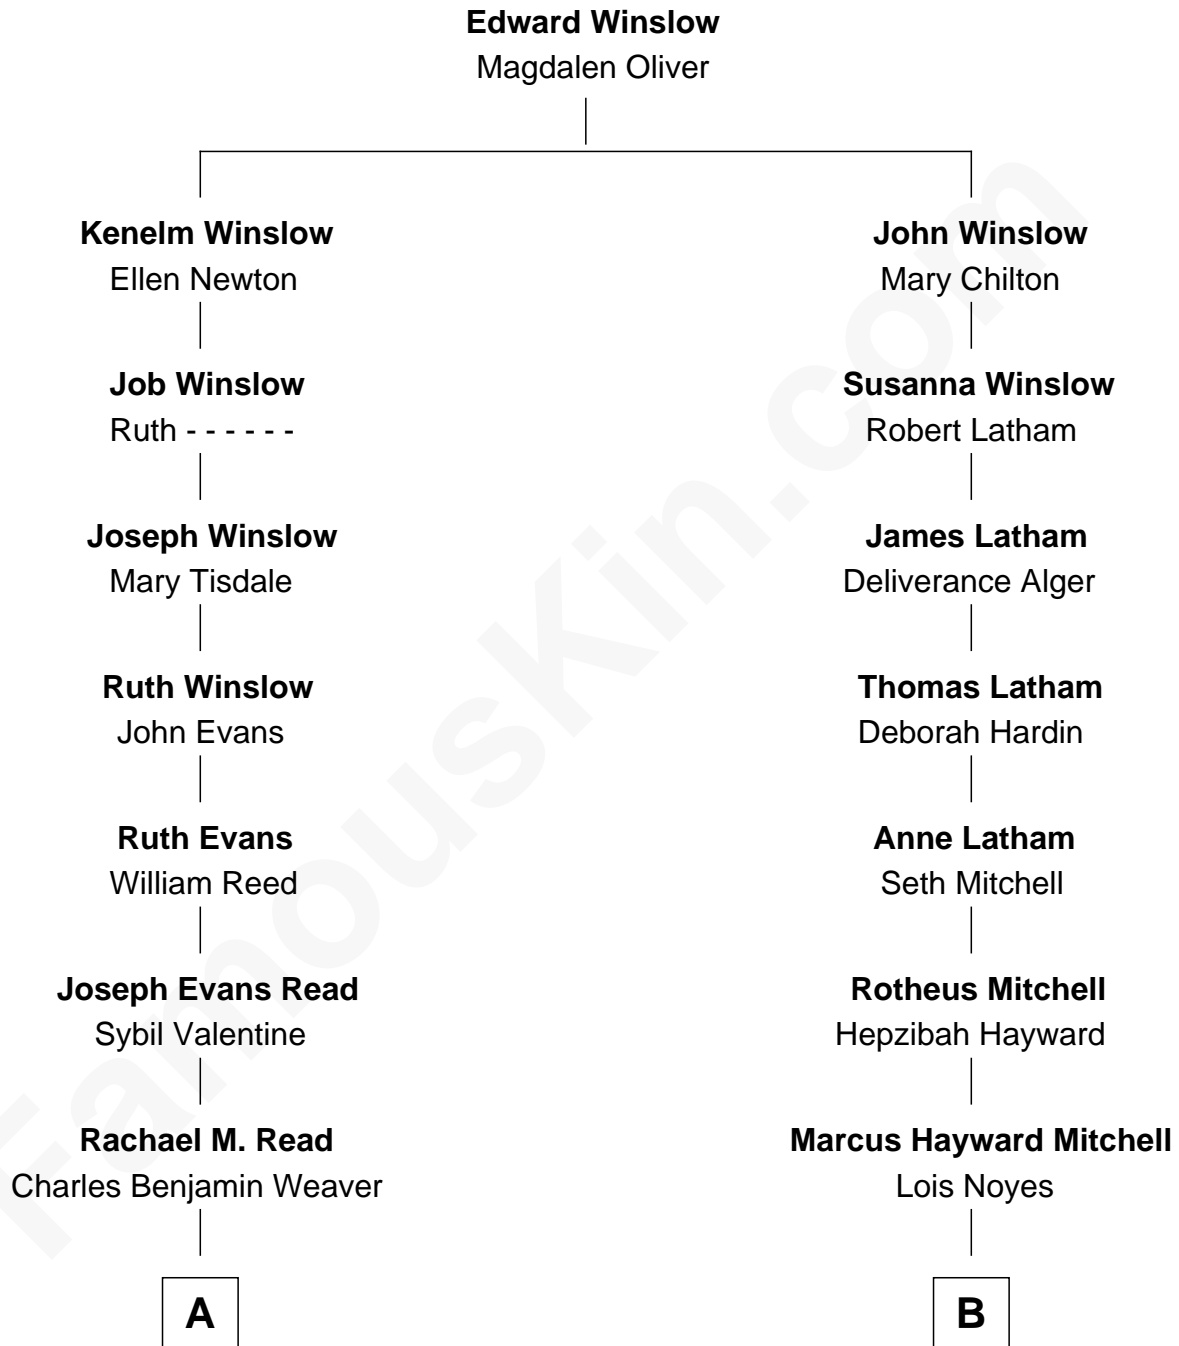 Edward Winslow
Magdalen Oliver
Kenelm Winslow
Ellen Newton
John Winslow
Mary Chilton
Job Winslow
Ruth - - - - - -
Susanna Winslow
Robert Latham
Joseph Winslow
Mary Tisdale
James Latham
Deliverance Alger
Ruth Winslow
John Evans
Thomas Latham
Deborah Hardin
Ruth Evans
William Reed
Anne Latham
Seth Mitchell
Joseph Evans Read
Sybil Valentine
Rotheus Mitchell
Hepzibah Hayward
Rachael M. Read
Charles Benjamin Weaver
Marcus Hayward Mitchell
Lois Noyes
A
B
FamousKin.com